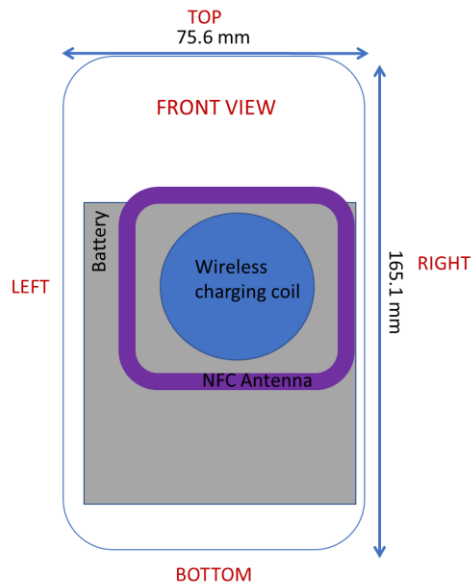 TOP
75.6 mm
FRONT VIEW
Battery
Wireless
charging coil
LEFT
RIGHT
165.1 mm
NFC Antenna
BOTTOM